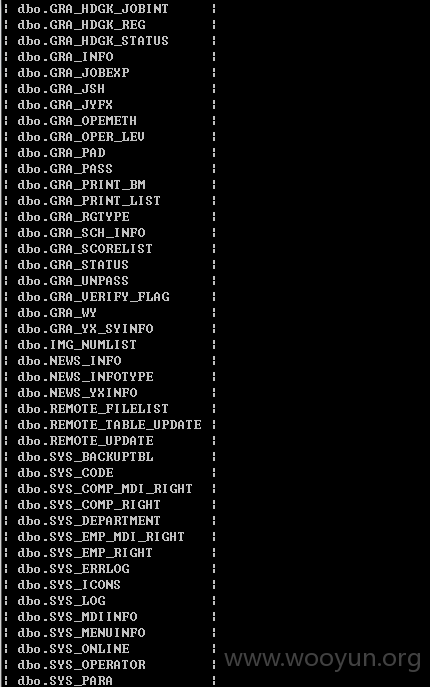 ¦ dbo.GRA_HDGK_JOBINT ¦
¦ dbo.GRA_HDGK_REG ¦
¦ dbo.GRA_HDGK_STATUS ¦
¦ dbo.GRA_INFO ¦
¦ dbo.GRA_JOBEXP ¦
¦ dbo.GRA_JSH ¦
¦ dbo.GRA_JYFX ¦
¦ dbo.GRA_OPEMETH ¦
¦ dbo.GRA_OPER_LEV ¦
¦ dbo.GRA_PAD ¦
¦ dbo.GRA_PASS ¦
¦ dbo.GRA_PRINT_BM ¦
¦ dbo.GRA_PRINT_LIST ¦
¦ dbo.GRA_RGTYPE ¦
¦ dbo.GRA_SCH_INFO ¦
¦ dbo.GRA_SCORELIST ¦
¦ dbo.GRA_STATUS ¦
¦ dbo.GRA_UNPASS ¦
¦ dbo.GRA_VERIFY_FLAG ¦
¦ dbo.GRA_WY ¦
¦ dbo.GRA_YX_SYINFO ¦
¦ dbo.IMG_NUMLIST ¦
¦ dbo.NEWS_INFO ¦
¦ dbo.NEWS_INFOTYPE ¦
¦ dbo.NEWS_YXINFO ¦
¦ dbo.REMOTE_FILELIST ¦
¦ dbo.REMOTE_TABLE_UPDATE ¦
¦ dbo.REMOTE_UPDATE ¦
¦ dbo.SYS_BACKUPTBL ¦
¦ dbo.SYS_CODE ¦
¦ dbo.SYS_COMP_MDI_RIGHT ¦
¦ dbo.SYS_COMP_RIGHT ¦
¦ dbo.SYS_DEPARTMENT ¦
¦ dbo.SYS_EMP_MDI_RIGHT ¦
¦ dbo.SYS_EMP_RIGHT ¦
¦ dbo.SYS_ERRLOG ¦
¦ dbo.SYS_ICONS ¦
¦ dbo.SYS_LOG ¦
¦ dbo.SYS_MDIINFO ¦
¦ dbo.SYS_MENUINFO ¦
¦ dbo.SYS_ONLINE ¦
¦ dbo.SYS_OPERATOR ¦
¦ dbo.SYS_PARA ¦
www.wooyun.org